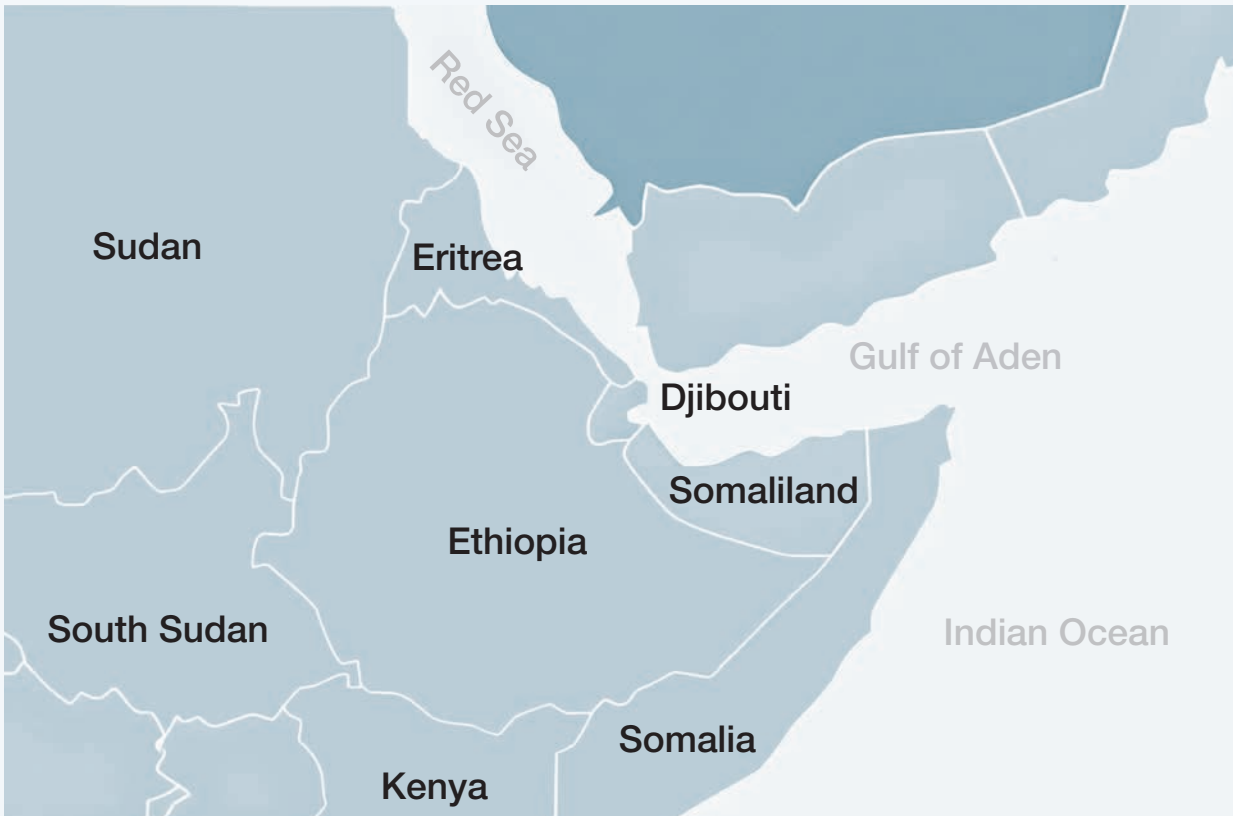 Red Sea
Sudan
Eritrea
Gulf of Aden
Djibouti
Somaliland
Ethiopia
South Sudan
Indian Ocean
Somalia
Kenya